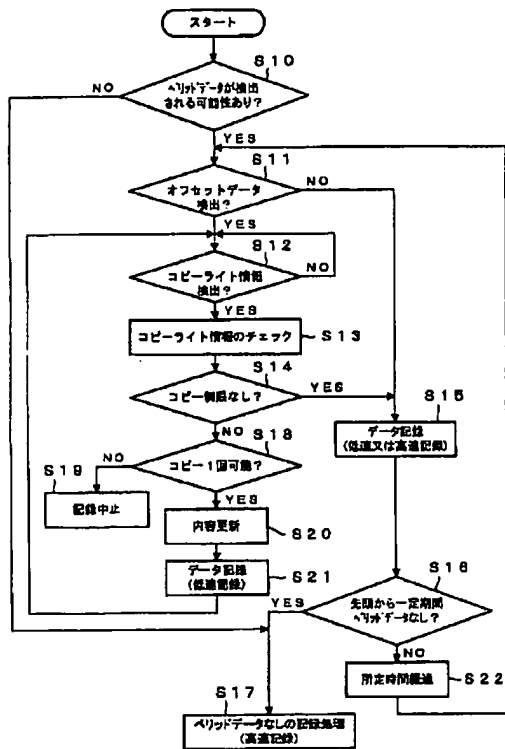 スタート
S10
ベリッドデータが検出
される可能性あり?
NO
YES
S11
オフセットデータ
検出?
NO
YES
S12
コピーライト情報
検出?
NO
YES
コピーライト情報のチェック
S13
S14
コピー制限なし?
YES
NO
S15
データ記録
(低速又は高速記録)
S18
コピー1回可能?
NO
YES
S19
記録中止
内容更新
S20
データ記録
(低速記録)
S21
S16
先頭から一定期間
ベリッドデータなし?
YES
NO
所定時間経過
S22
S17
ベリッドデータなしの記録処理
(高速記録)